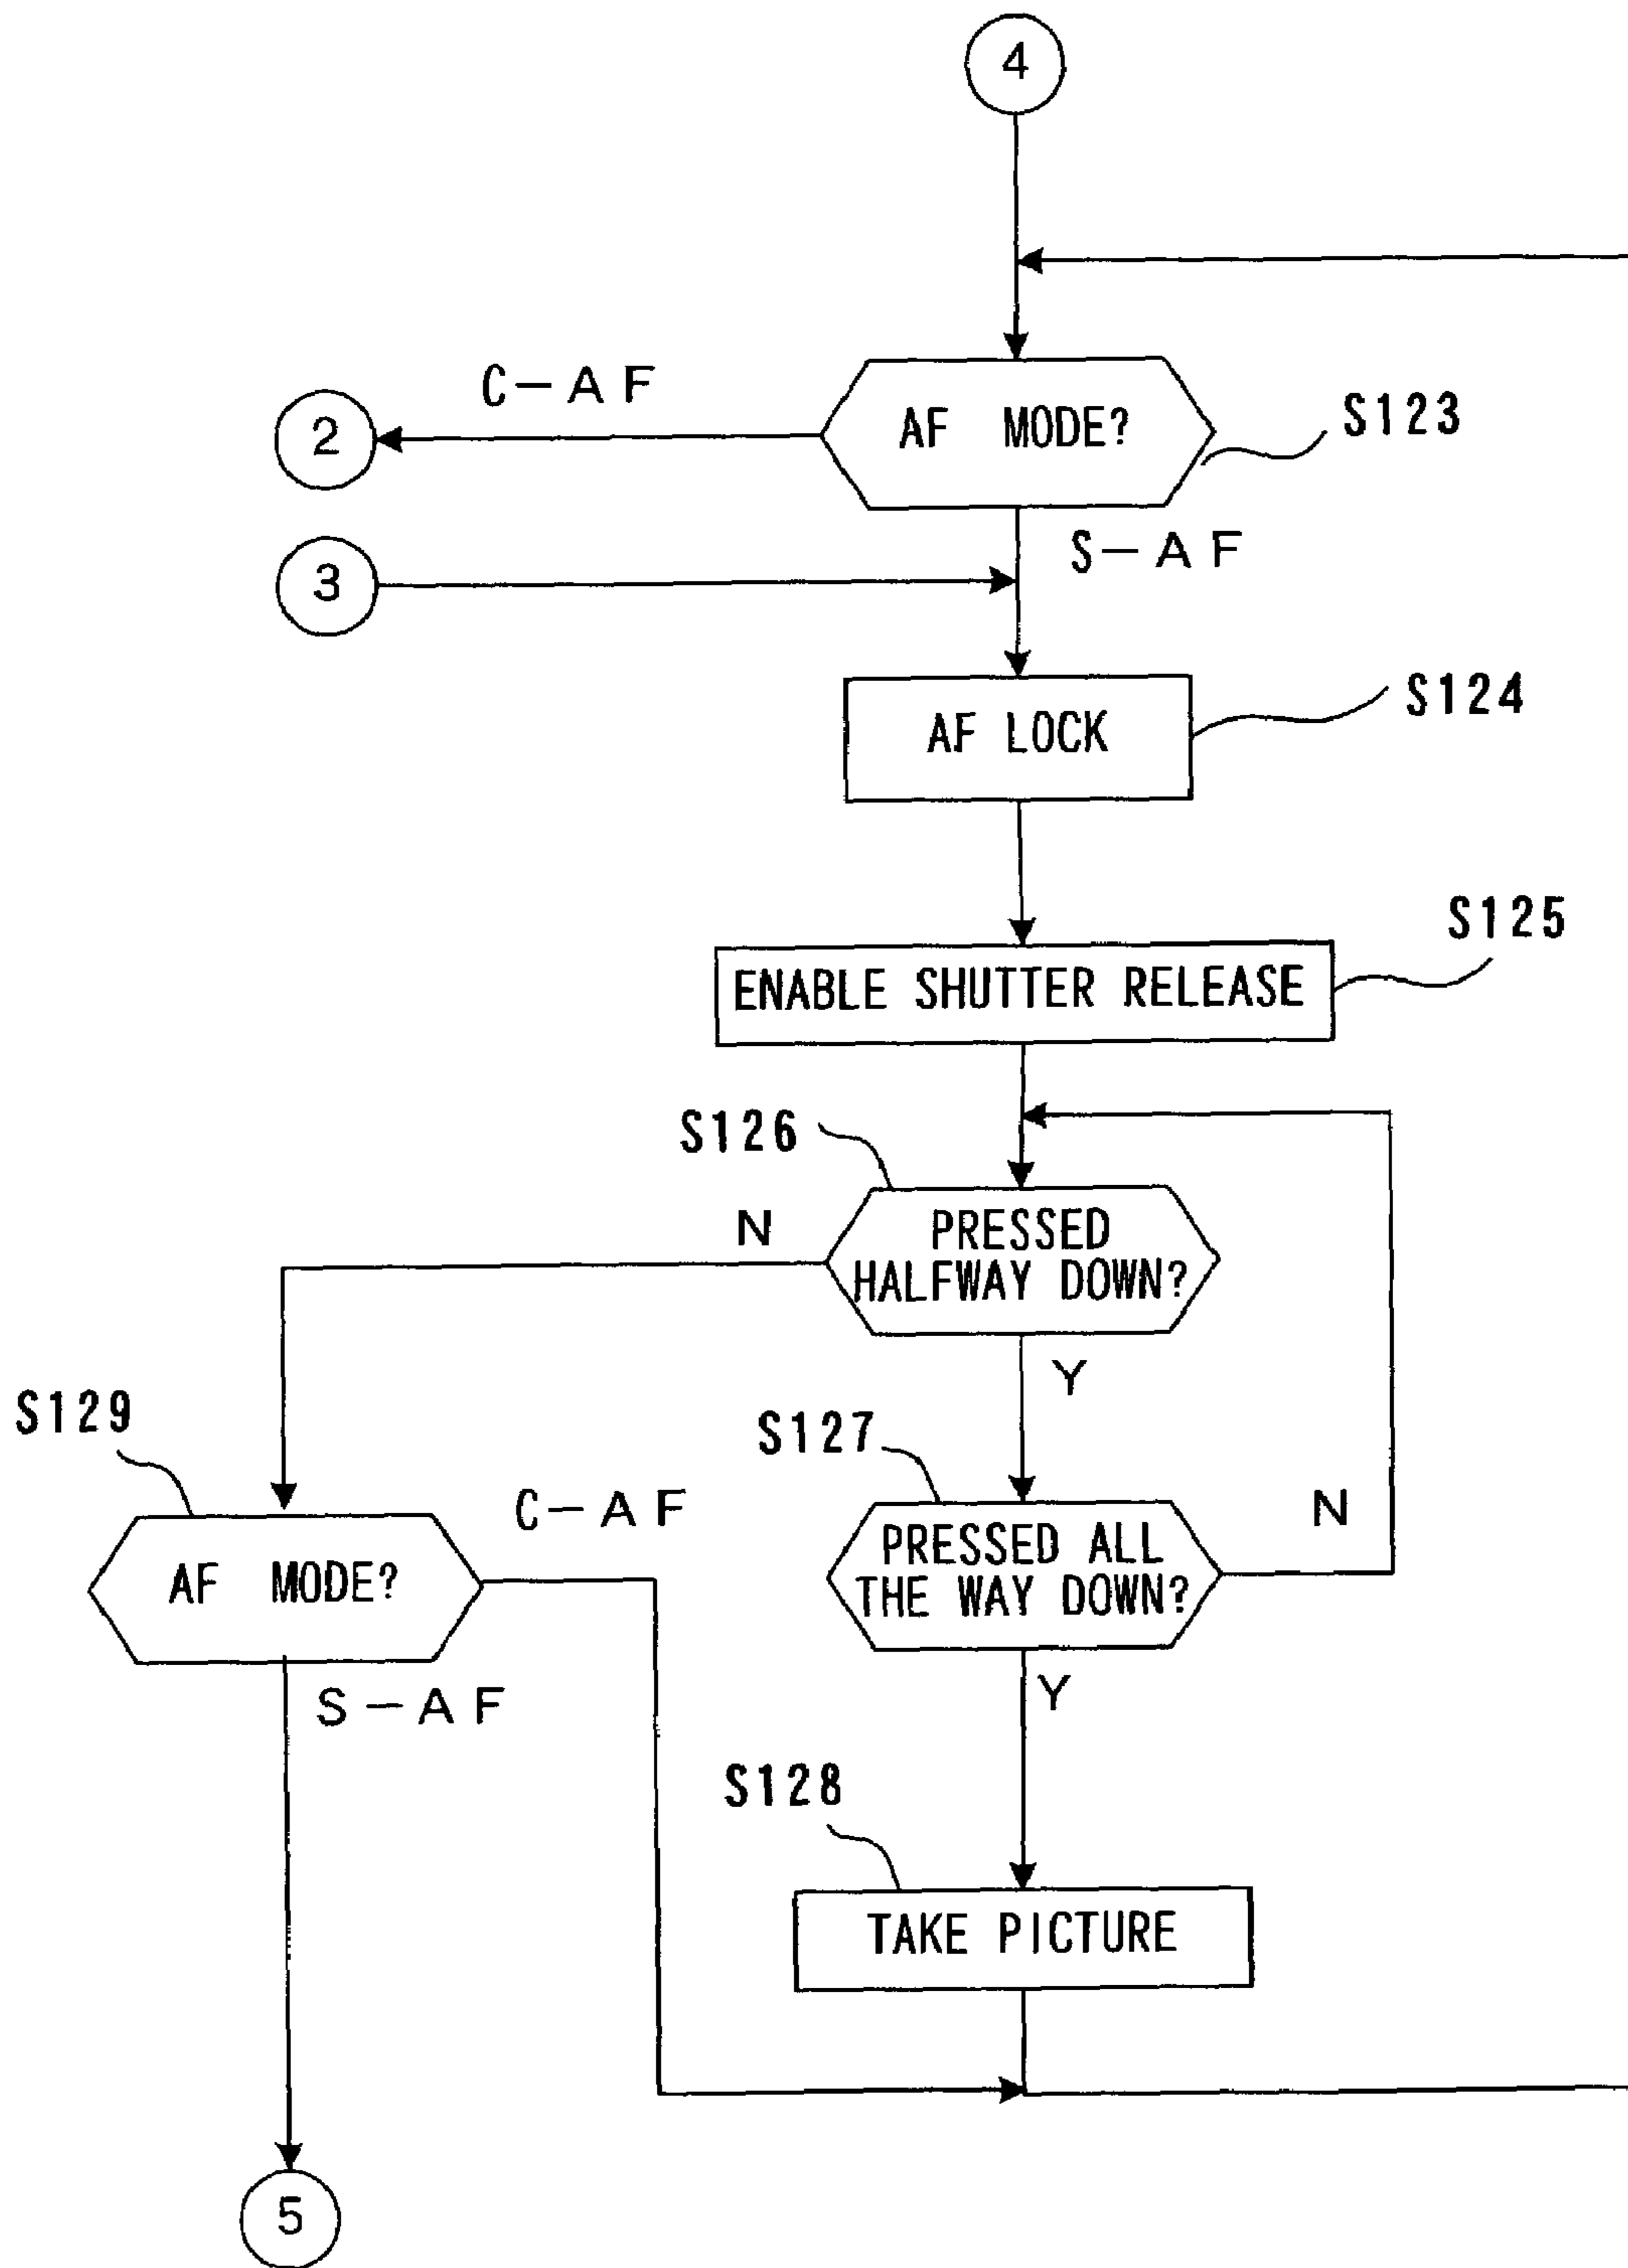 4
C-AF
AF MODE?
S123
2
S-AF
3
AF LOCK
S124
ENABLE SHUTTER RELEASE
S125
S126
N
PRESSED
HALFWAY DOWN?
Y
S129
S127
C-AF
N
PRESSED ALL
THE WAY DOWN?
AF MODE?
Y
S-AF
S128
TAKE PICTURE
5